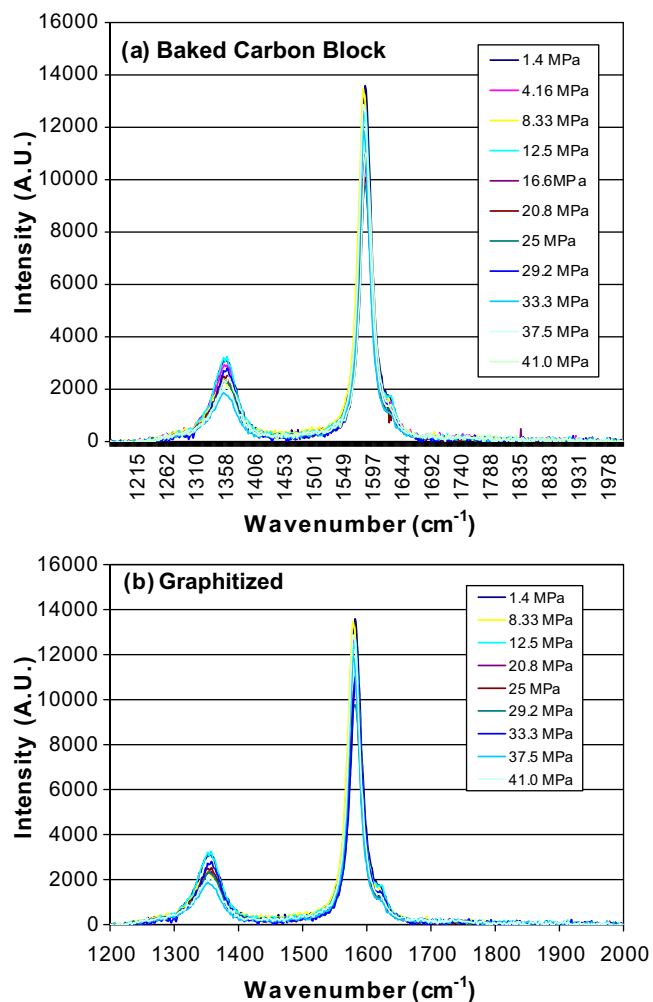 16000
(a) Baked Carbon Block
14000
12000
10000
8000
6000
4000
2000
0
Intensity (A.U.)
1.4 MPa
4.16 MPa
8.33 MPa
12.5 MPa
16.6MPa
20.8 MPa
25 MPa
29.2 MPa
33.3 MPa
37.5 MPa
41.0 MPa
1215 1262 1310 1358 1406 1453 1501 1549 1597 1644 1692 1740 1788 1835 1883 1931 1978
Wavenumber (cm-1)
16000
(b) Graphitized
14000
12000
10000
8000
6000
4000
2000
0
Intensity (A.U.)
1.4 MPa
8.33 MPa
12.5 MPa
20.8 MPa
25 MPa
29.2 MPa
33.3 MPa
37.5 MPa
41.0 MPa
1200 1300 1400 1500 1600 1700 1800 1900 2000
Wavenumber (cm-1)